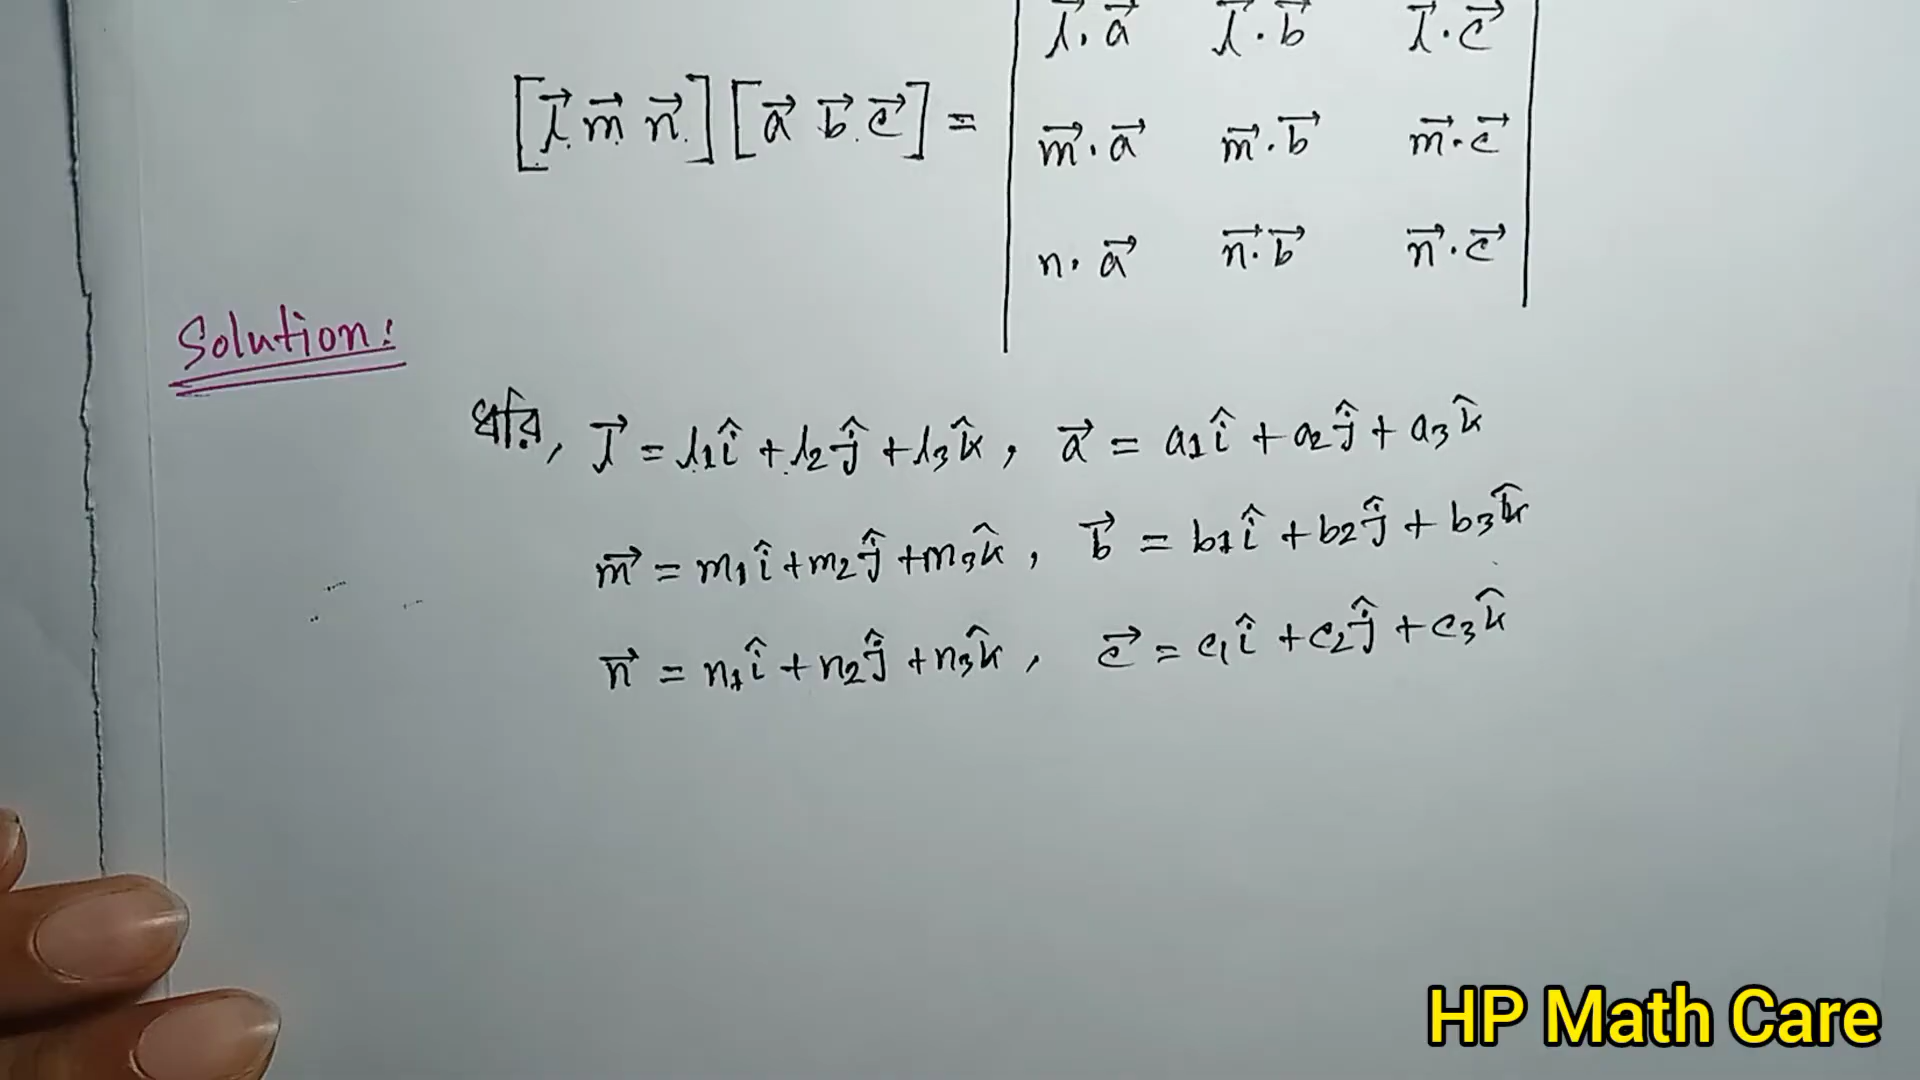 l⃗.a⃗ l⃗.b⃗ l⃗.c⃗
[l⃗ m⃗ n⃗] [a⃗ b⃗ c⃗] =
m⃗.a⃗ m⃗.b⃗ m⃗.c⃗
n.a⃗ n⃗.b⃗ n⃗.c⃗
Solution:
ধরি, l⃗ = l₁î + l₂ĵ + l₃k̂, a⃗ = a₁î + a₂ĵ + a₃k̂
m⃗ = m₁î + m₂ĵ + m₃k̂, b⃗ = b₁î + b₂ĵ + b₃k̂
n⃗ = n₁î + n₂ĵ + n₃k̂, c⃗ = c₁î + c₂ĵ + c₃k̂
HP Math Care